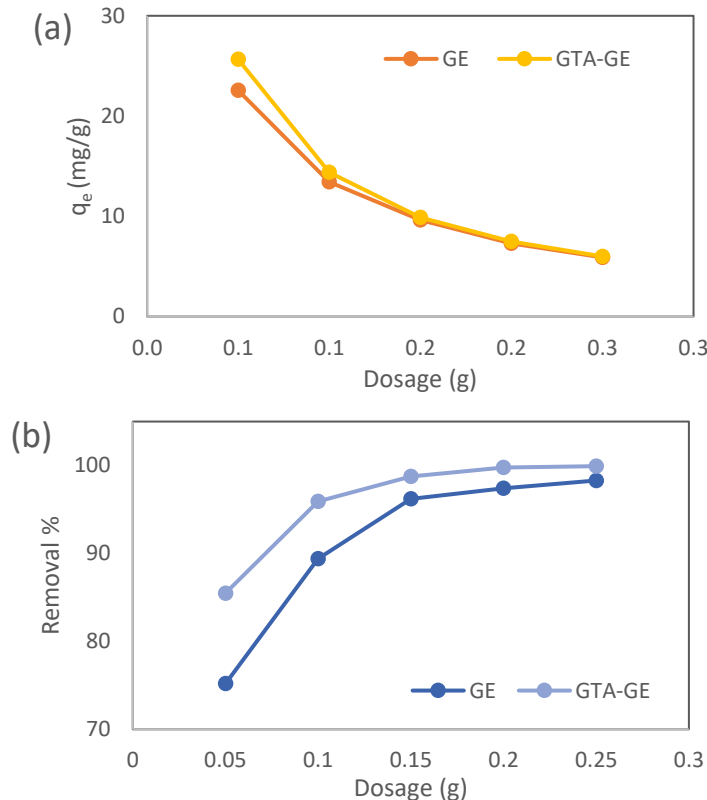 (a)
30
20
10
0
qe (mg/g)
GE GTA-GE
0.0 0.1 0.1 0.2 0.2 0.3 0.3
Dosage (g)
(b)
100
90
80
70
Removal %
GE GTA-GE
0 0.05 0.1 0.15 0.2 0.25 0.3
Dosage (g)